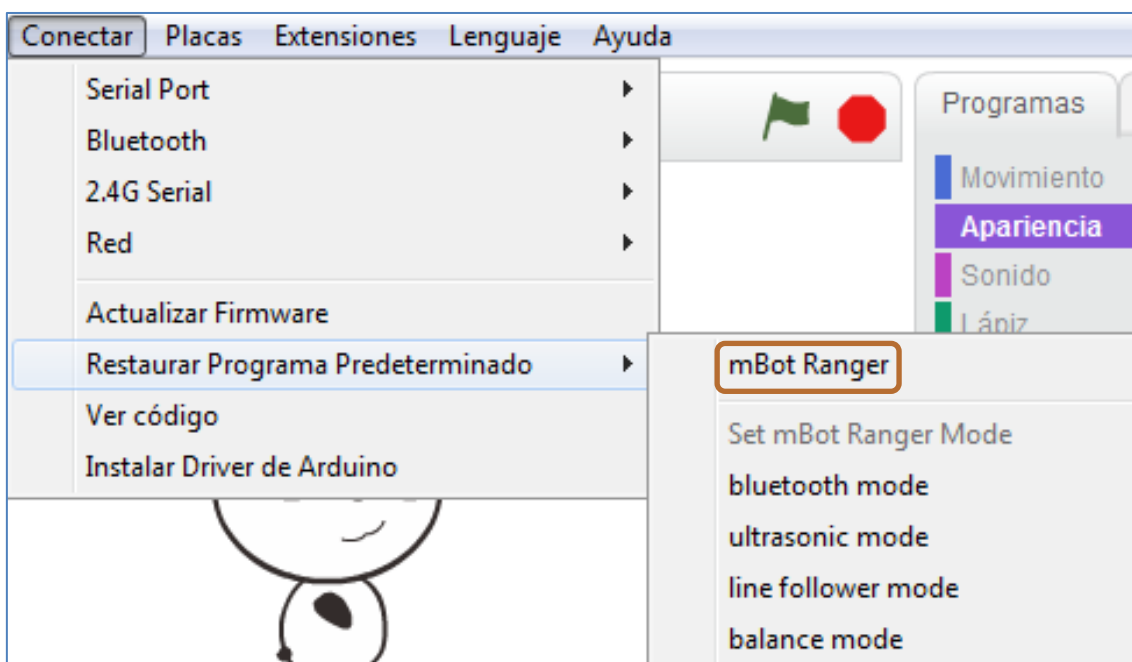 Conectar Placas Extensiones Lenguaje Ayuda
Serial Port
Bluetooth
2.4G Serial
Red
Actualizar Firmware
Restaurar Programa Predeterminado
Ver código
Instalar Driver de Arduino
Programas
Movimiento
Apariencia
Sonido
Lápiz
mBot Ranger
Set mBot Ranger Mode
bluetooth mode
ultrasonic mode
line follower mode
balance mode